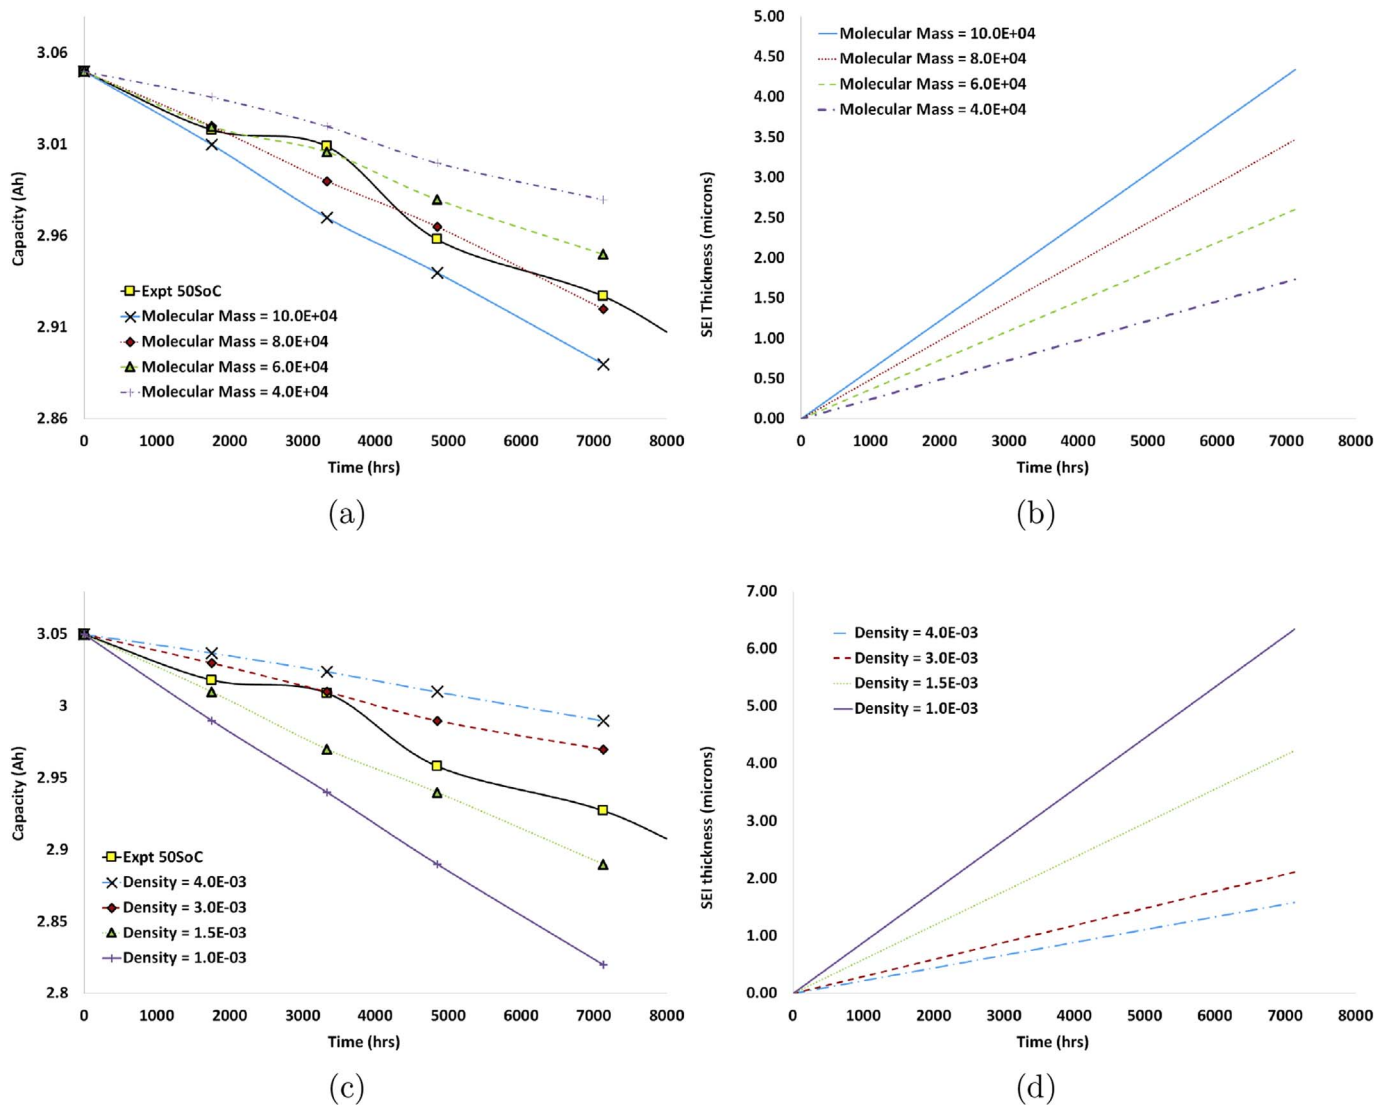 3.06
3.01
2.96
2.91
2.86
Capacity (Ah)
Expt 50SoC
Molecular Mass = 10.0E+04
Molecular Mass = 8.0E+04
Molecular Mass = 6.0E+04
Molecular Mass = 4.0E+04
0 1000 2000 3000 4000 5000 6000 7000 8000
Time (hrs)
(a)
5.00
4.50
4.00
3.50
3.00
2.50
2.00
1.50
1.00
0.50
0.00
SEI Thickness (microns)
Molecular Mass = 10.0E+04
Molecular Mass = 8.0E+04
Molecular Mass = 6.0E+04
Molecular Mass = 4.0E+04
0 1000 2000 3000 4000 5000 6000 7000 8000
Time (hrs)
(b)
3.05
3
2.95
2.9
2.85
2.8
Capacity (Ah)
Expt 50SoC
Density = 4.0E-03
Density = 3.0E-03
Density = 1.5E-03
Density = 1.0E-03
0 1000 2000 3000 4000 5000 6000 7000 8000
Time (hrs)
(c)
7.00
6.00
5.00
4.00
3.00
2.00
1.00
0.00
SEI thickness (microns)
Density = 4.0E-03
Density = 3.0E-03
Density = 1.5E-03
Density = 1.0E-03
0 1000 2000 3000 4000 5000 6000 7000 8000
Time (hrs)
(d)